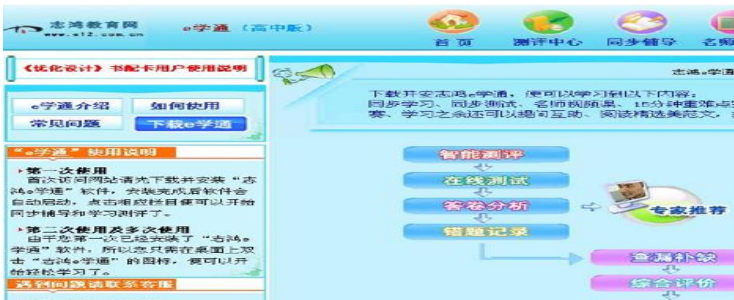 志鸿教育网
www.e12.com.cn
e学通（高中版）
首页
测评中心
同步辅导
名师
《优化设计》书配卡用户使用说明
志鸿e学通
e学通介绍
如何使用
常见问题
下载e学通
下载并安志鸿e学通，便可以学习到以下内容：
同步学习、同步测试、名师视频课、15分钟重难点
赛、学习之余还可以提问互动、阅读精选美范文，
“e学通”使用说明
第一次使用
首次访问网站请先下载并安装“志
鸿e学通”软件，安装完成后软件会
自动启动，点击相应栏目便可以开始
同步辅导和学习测评了。
第二次使用及多次使用
由于您第一次已经安装了“志鸿e
学通”软件，所以您只需在桌面上双
击“志鸿e学通”的图标，便可以开
始轻松学习了。
遇到问题请联系客服
智能测评
在线测试
答卷分析
错题记录
专家推荐
查漏补缺
综合评价